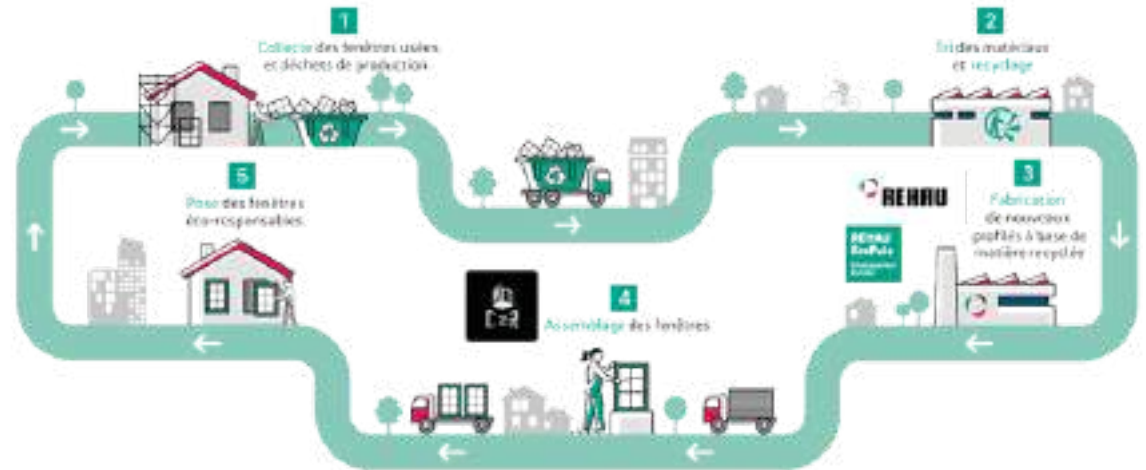 1
Collecte des fenêtres usées
et déchets de production
2
Tri des matériaux
et recyclage
REHAU
3
Fabrication
de nouveaux
profilés à base de
matière recyclée
REHAU
EcoPuls
4
Assemblage des fenêtres
5
Pose des fenêtres
éco-responsables